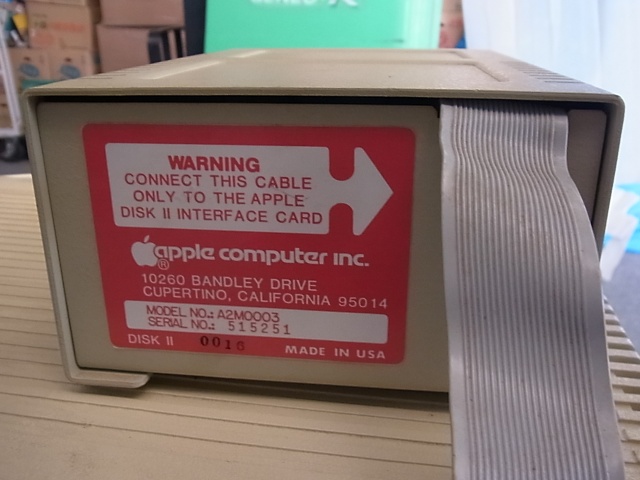 WARNING
CONNECT THIS CABLE
ONLY TO THE APPLE
DISK II INTERFACE CARD
apple computer inc.
10260 BANDLEY DRIVE
CUPERTINO, CALIFORNIA 95014
MODEL NO.: A2M0003
SERIAL NO.: 515251
DISK II 0016
MADE IN USA